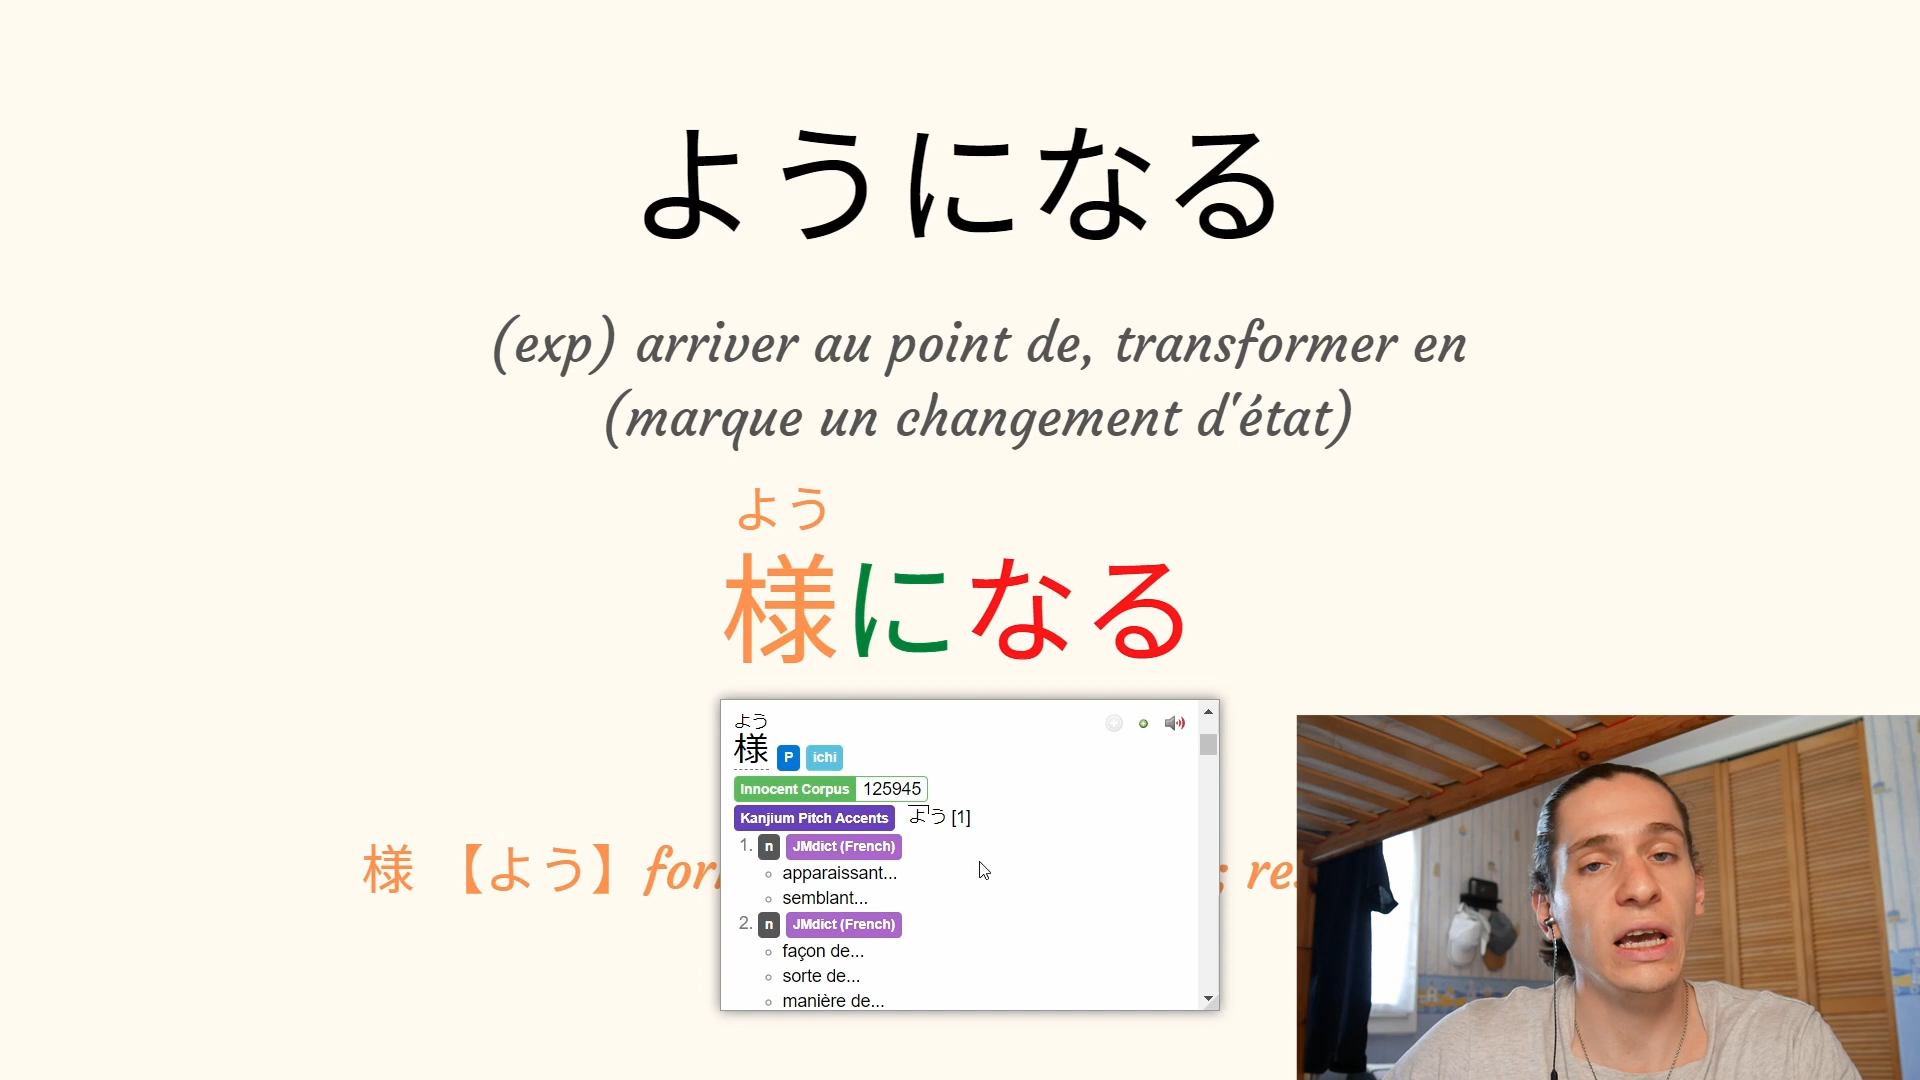 ようになる
(exp) arriver au point de, transformer en
(marque un changement d'état)
よう
様になる
よう
様 P ichi
Innocent Corpus 125945
Kanjium Pitch Accents よう [1]
1. n JMdict (French)
apparaissant...
semblant...
2. n JMdict (French)
façon de...
sorte de...
manière de...
様 【よう】